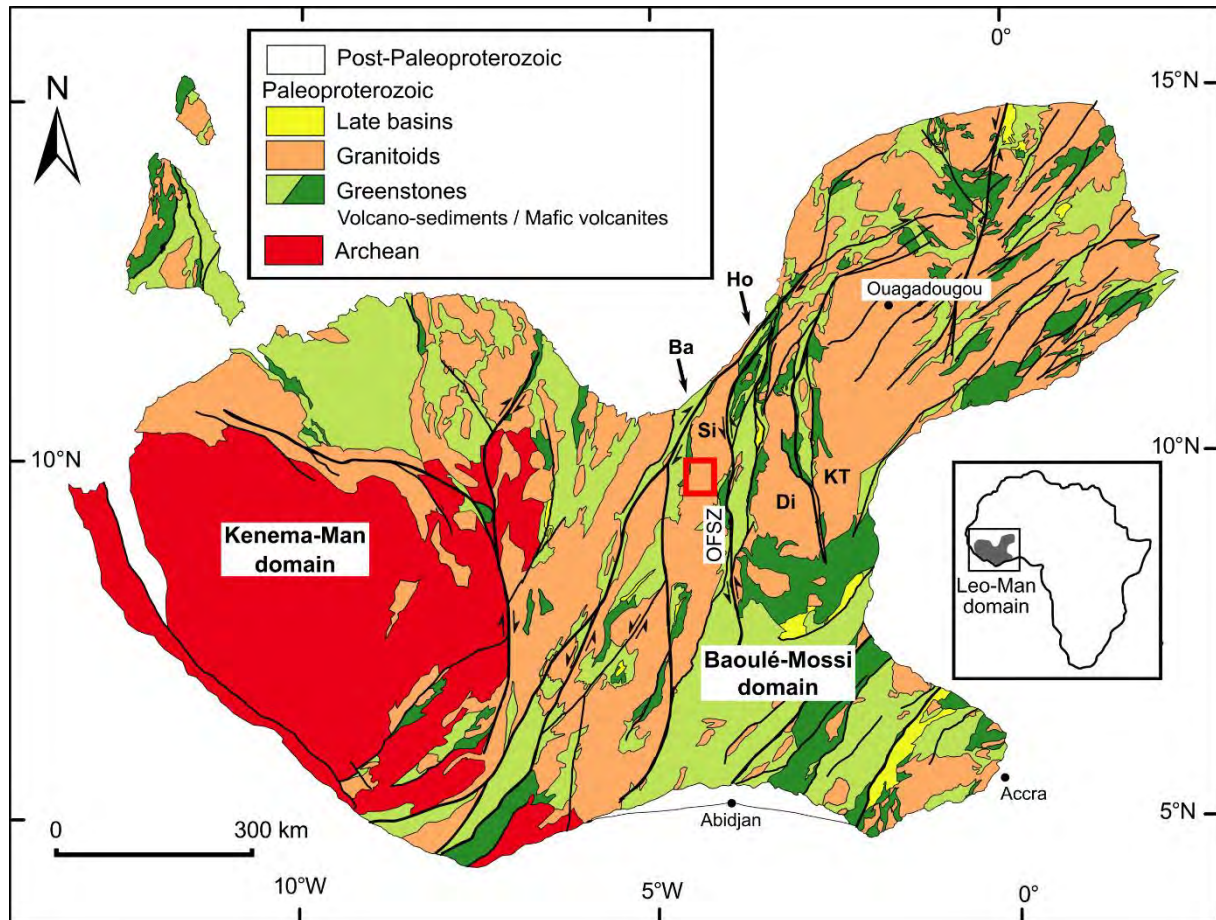 0°
15°N
N
Post-Paleoproterozoic
Paleoproterozoic
Late basins
Granitoids
Greenstones
Volcano-sediments / Mafic volcanites
Archean
Ho
Ouagadougou
Ba
Si
10°N
10°N
KT
Di
OFSZ
Kenema-Man
domain
Leo-Man
domain
Baoulé-Mossi
domain
Accra
Abidjan
5°N
0
300 km
10°W
5°W
0°